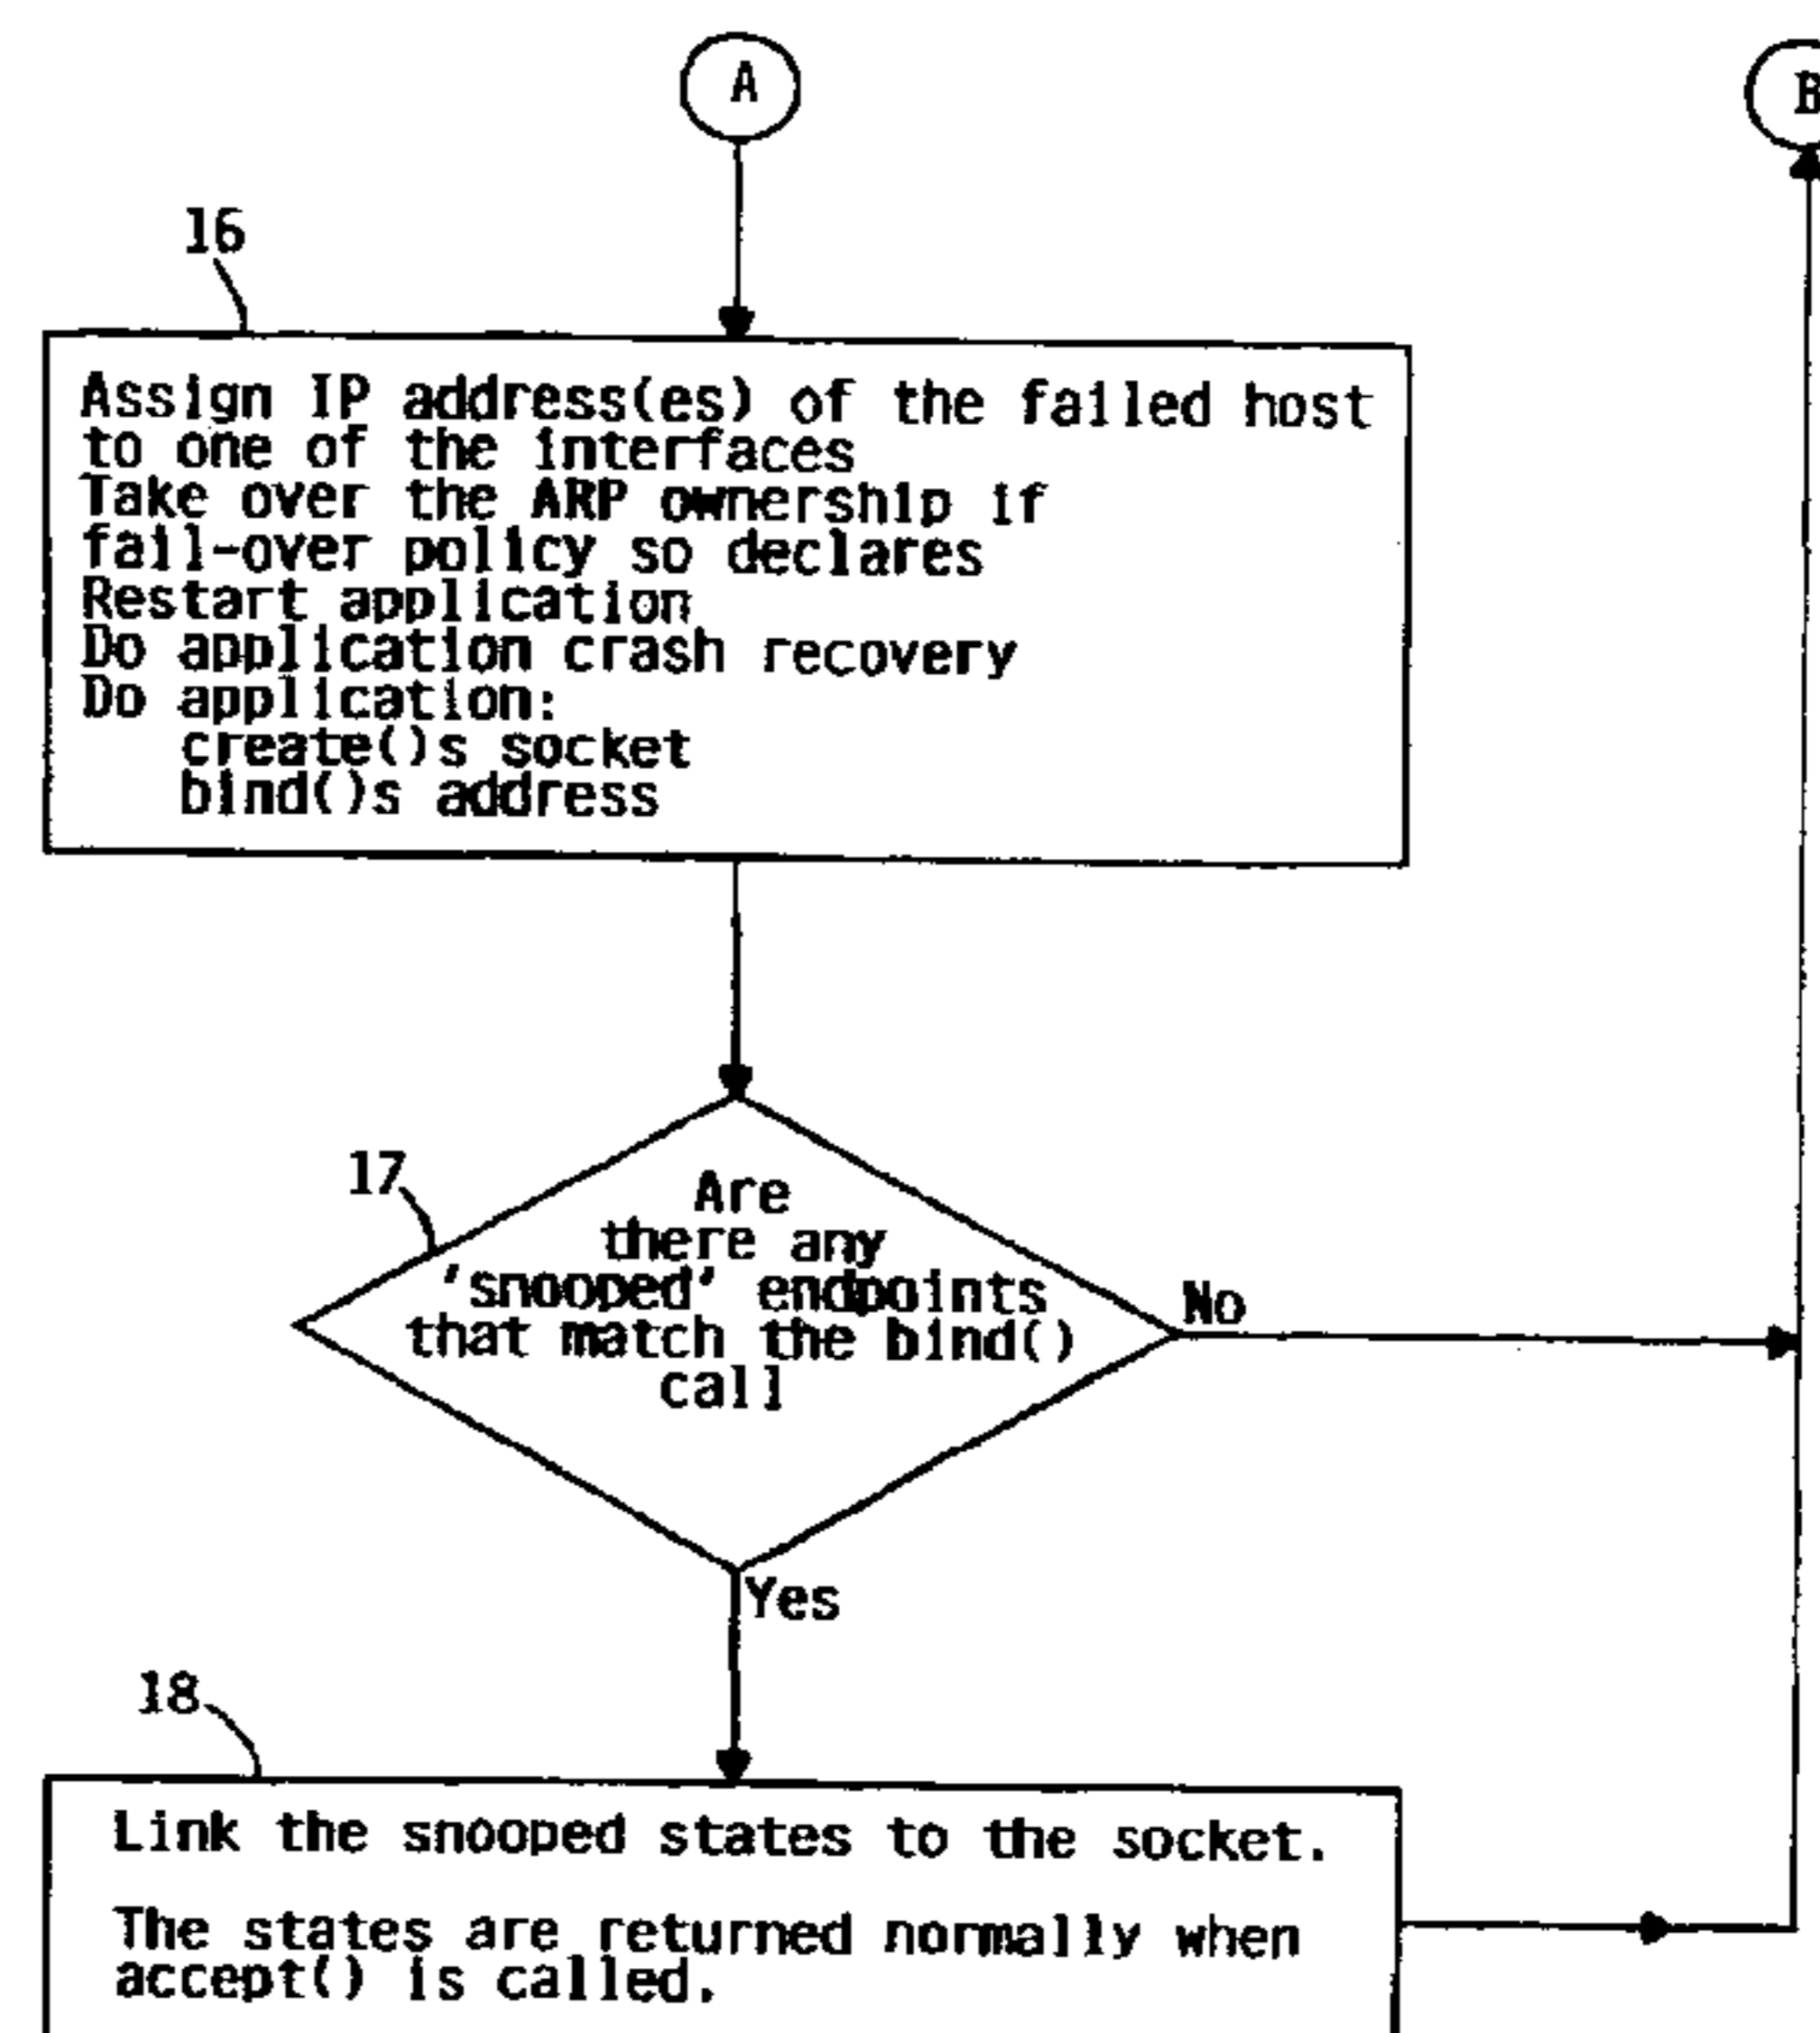 A
B
16
Assign IP address(es) of the failed host
to one of the interfaces
Take over the ARP ownership if
fail-over policy so declares
Restart application
Do application crash recovery
Do application:
create()s socket
bind()s address
17
Are
there any
'snooped' endpoints
that match the bind()
call
No
Yes
18
Link the snooped states to the socket.
The states are returned normally when
accept() is called.